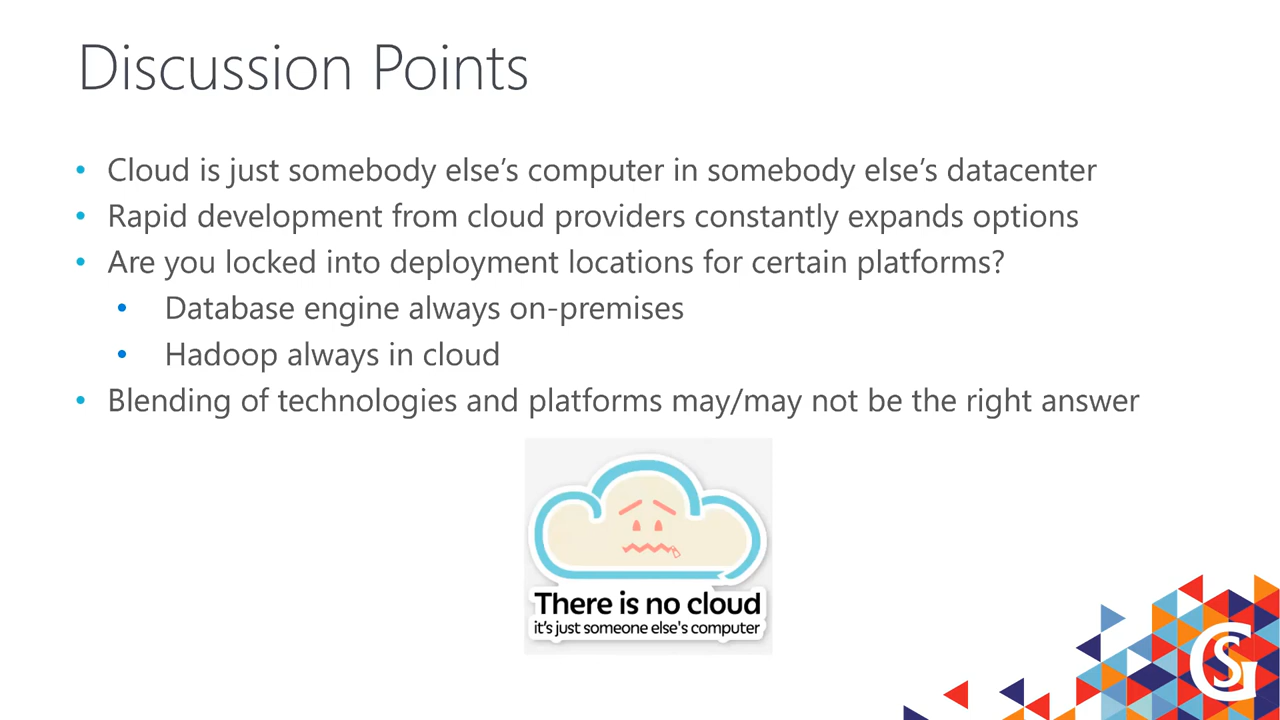 Discussion Points
• Cloud is just somebody else’s computer in somebody else’s datacenter
• Rapid development from cloud providers constantly expands options
• Are you locked into deployment locations for certain platforms?
• Database engine always on-premises
• Hadoop always in cloud
• Blending of technologies and platforms may/may not be the right answer
There is no cloud
it's just someone else's computer
GS